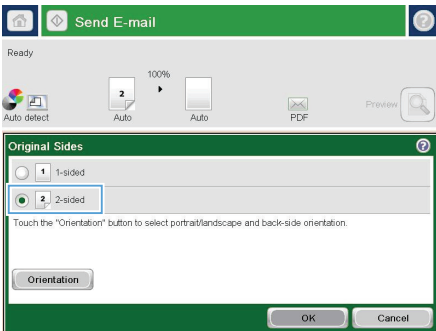 Send E-mail
Ready
100%
2
Auto detect
Auto
Auto
PDF
Preview
Original Sides
1 1-sided
2 2-sided
Touch the "Orientation" button to select portrait/landscape and back-side orientation.
Orientation
OK
Cancel